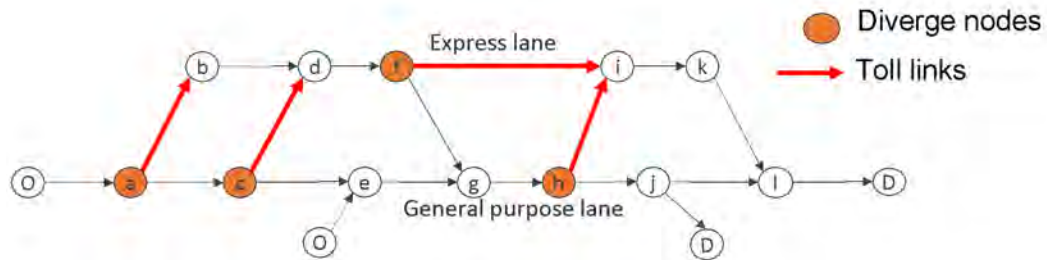 Diverge nodes
Express lane
b d f i k
Toll links
O a c e g h j l D
General purpose lane
O D